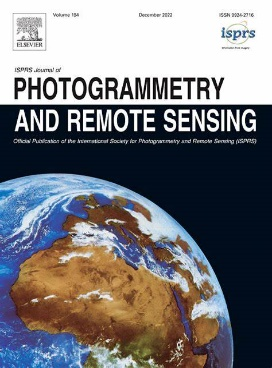 Volume 194
December 2022
ISSN 0924-2716
ELSEVIER
isprs
ISPRS Journal of
PHOTOGRAMMETRY
AND REMOTE SENSING
Official Publication of the International Society for Photogrammetry and Remote Sensing (ISPRS)